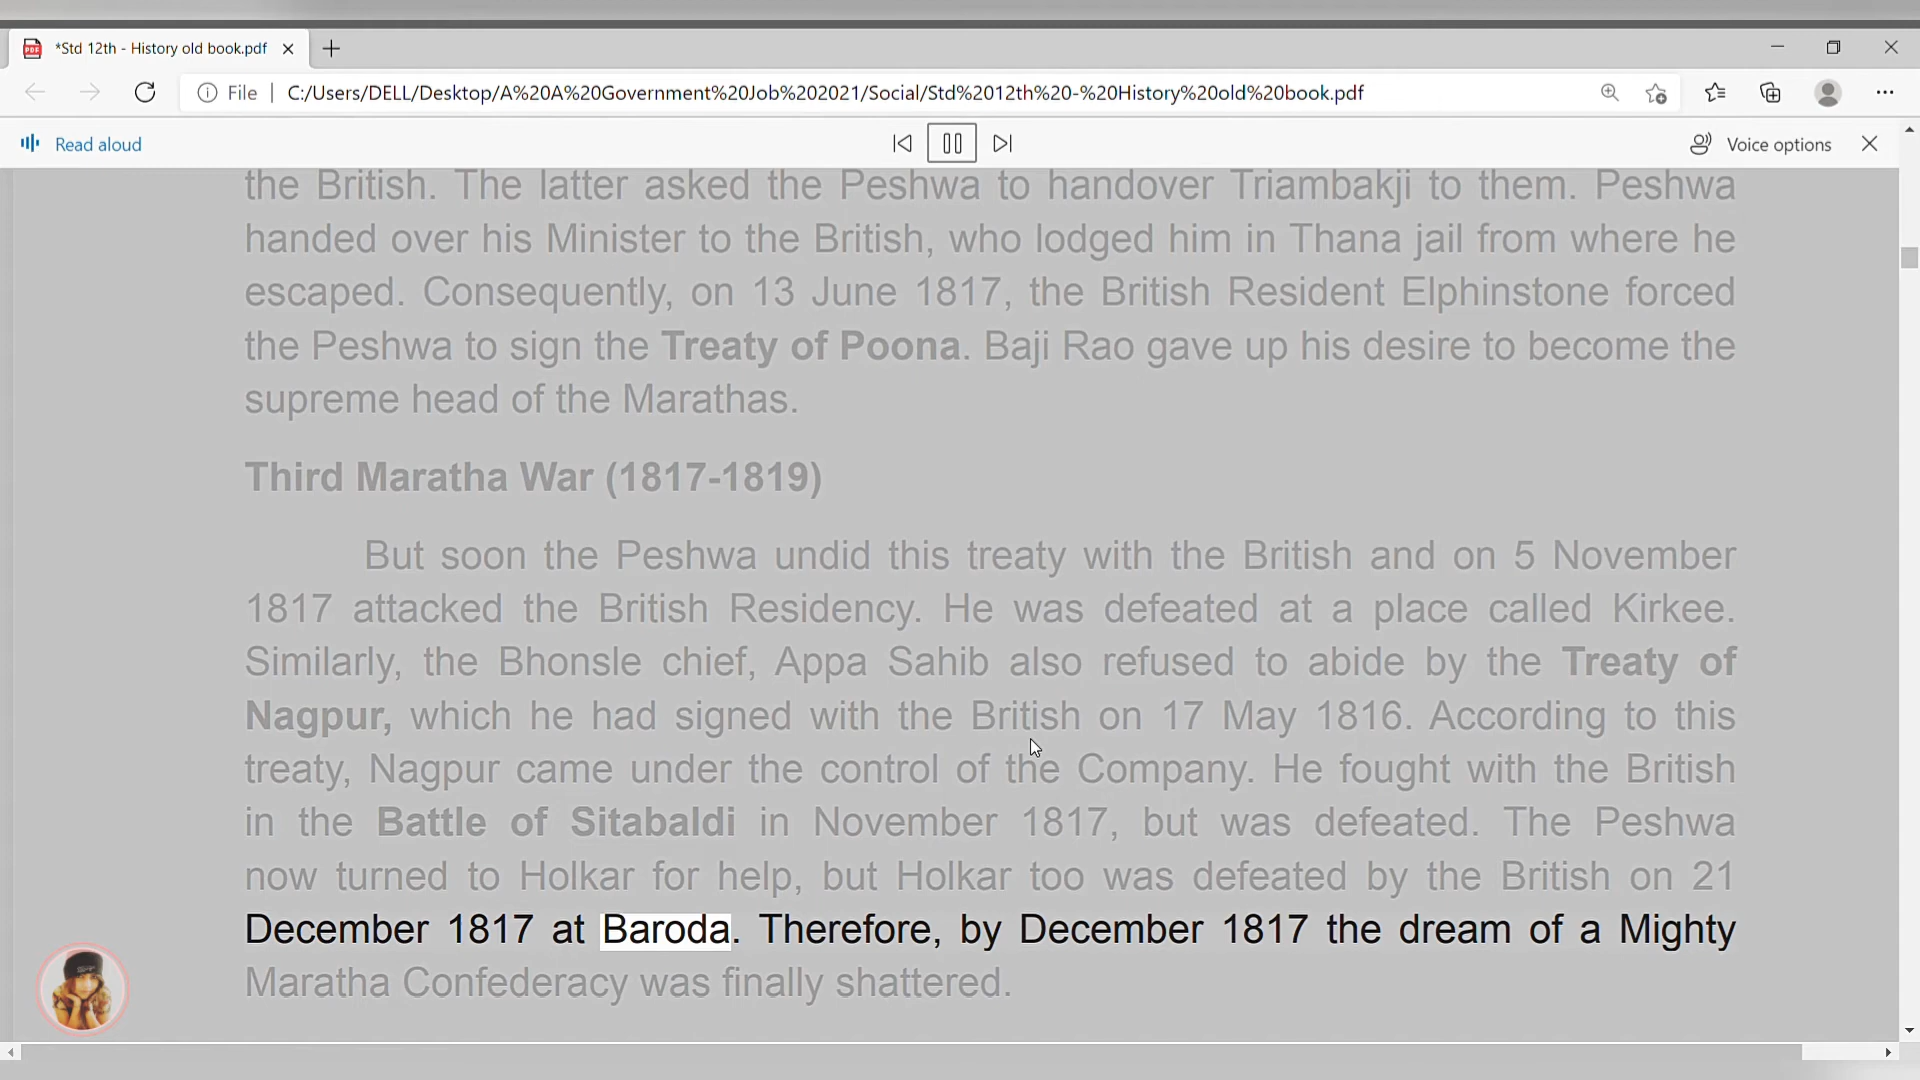 *Std 12th - History old book.pdf
File
C:/Users/DELL/Desktop/A%20A%20Government%20Job%202021/Social/Std%2012th%20-%20History%20old%20book.pdf
Read aloud
Voice options
the British. The latter asked the Peshwa to handover Triambakji to them. Peshwa
handed over his Minister to the British, who lodged him in Thana jail from where he
escaped. Consequently, on 13 June 1817, the British Resident Elphinstone forced
the Peshwa to sign the Treaty of Poona. Baji Rao gave up his desire to become the
supreme head of the Marathas.
Third Maratha War (1817-1819)
But soon the Peshwa undid this treaty with the British and on 5 November
1817 attacked the British Residency. He was defeated at a place called Kirkee.
Similarly, the Bhonsle chief, Appa Sahib also refused to abide by the Treaty of
Nagpur, which he had signed with the British on 17 May 1816. According to this
treaty, Nagpur came under the control of the Company. He fought with the British
in the Battle of Sitabaldi in November 1817, but was defeated. The Peshwa
now turned to Holkar for help, but Holkar too was defeated by the British on 21
December 1817 at Baroda. Therefore, by December 1817 the dream of a Mighty
Maratha Confederacy was finally shattered.